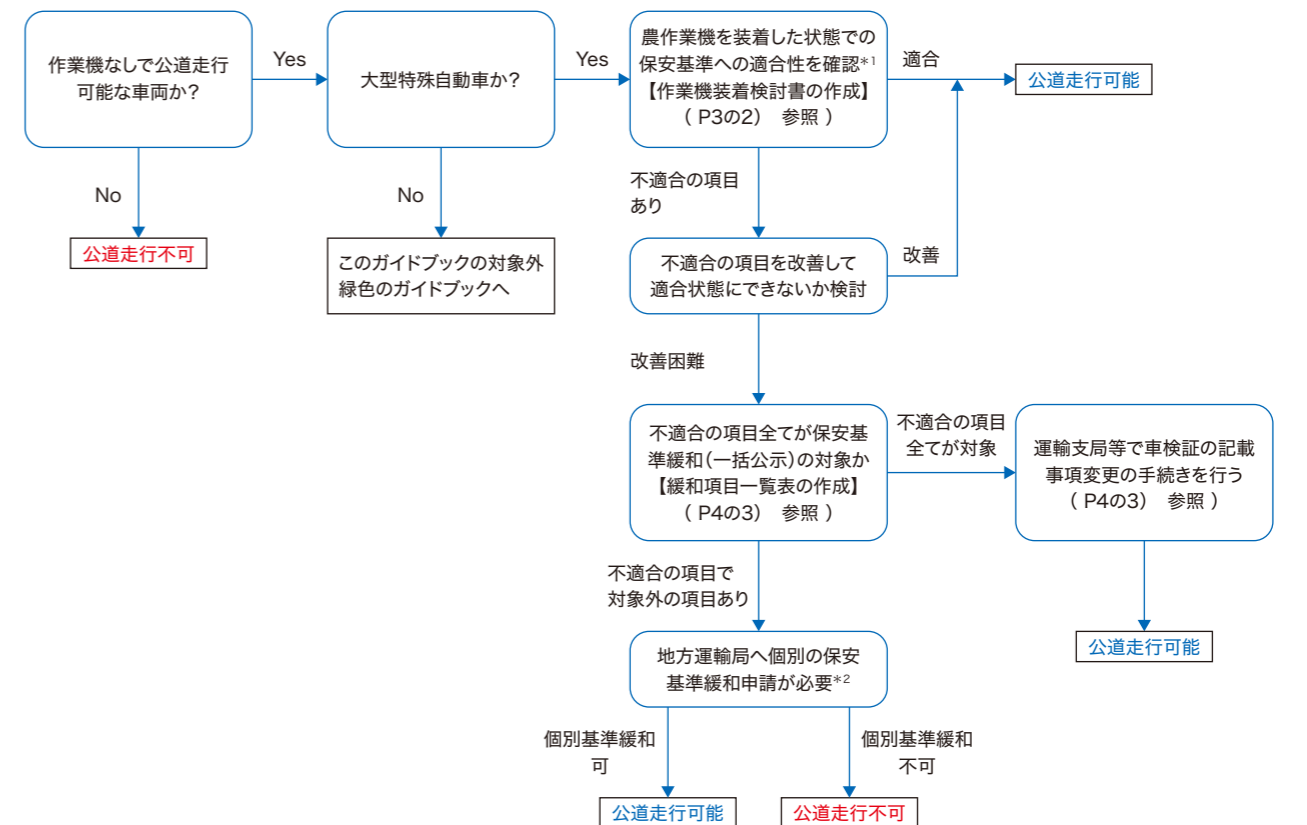 作業機なしで公道走行
可能な車両か?
Yes
大型特殊自動車か?
Yes
農作業機を装着した状態での
保安基準への適合性を確認*1
【作業機装着検討書の作成】
( P3の2) 参照 )
適合
公道走行可能
No
公道走行不可
No
このガイドブックの対象外
緑色のガイドブックへ
不適合の項目
あり
不適合の項目を改善して
適合状態にできないか検討
改善
改善困難
不適合の項目全てが保安基
準緩和(一括公示)の対象か
【緩和項目一覧表の作成】
( P4の3) 参照 )
不適合の項目
全てが対象
運輸支局等で車検証の記載
事項変更の手続きを行う
( P4の3) 参照 )
公道走行可能
不適合の項目で
対象外の項目あり
地方運輸局へ個別の保安
基準緩和申請が必要*2
個別基準緩和
可
公道走行可能
個別基準緩和
不可
公道走行不可